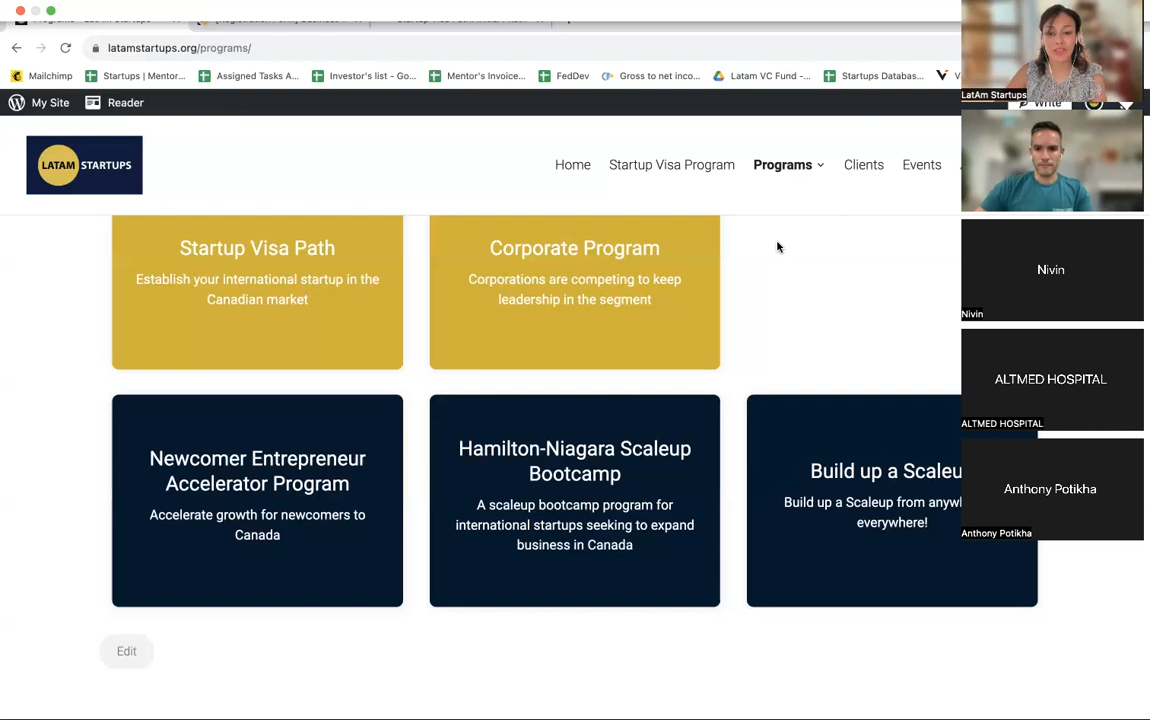 latamstartups.org/programs/
Mailchimp
Startups | Mentor...
Assigned Tasks A...
Investor's list - Go...
Mentor's Invoice...
FedDev
Gross to net inco...
Latam VC Fund -...
Startups Databas...
My Site
Reader
Write
LATAM STARTUPS
Home
Startup Visa Program
Programs
Clients
Events
Startup Visa Path
Establish your international startup in the
Canadian market
Corporate Program
Corporations are competing to keep
leadership in the segment
Newcomer Entrepreneur
Accelerator Program
Accelerate growth for newcomers to
Canada
Hamilton-Niagara Scaleup
Bootcamp
A scaleup bootcamp program for
international startups seeking to expand
business in Canada
Build up a Scaleu
Build up a Scaleup from anyw
everywhere!
Edit
LatAm Startups
Nivin
Nivin
ALTMED HOSPITAL
ALTMED HOSPITAL
Anthony Potikha
Anthony Potikha